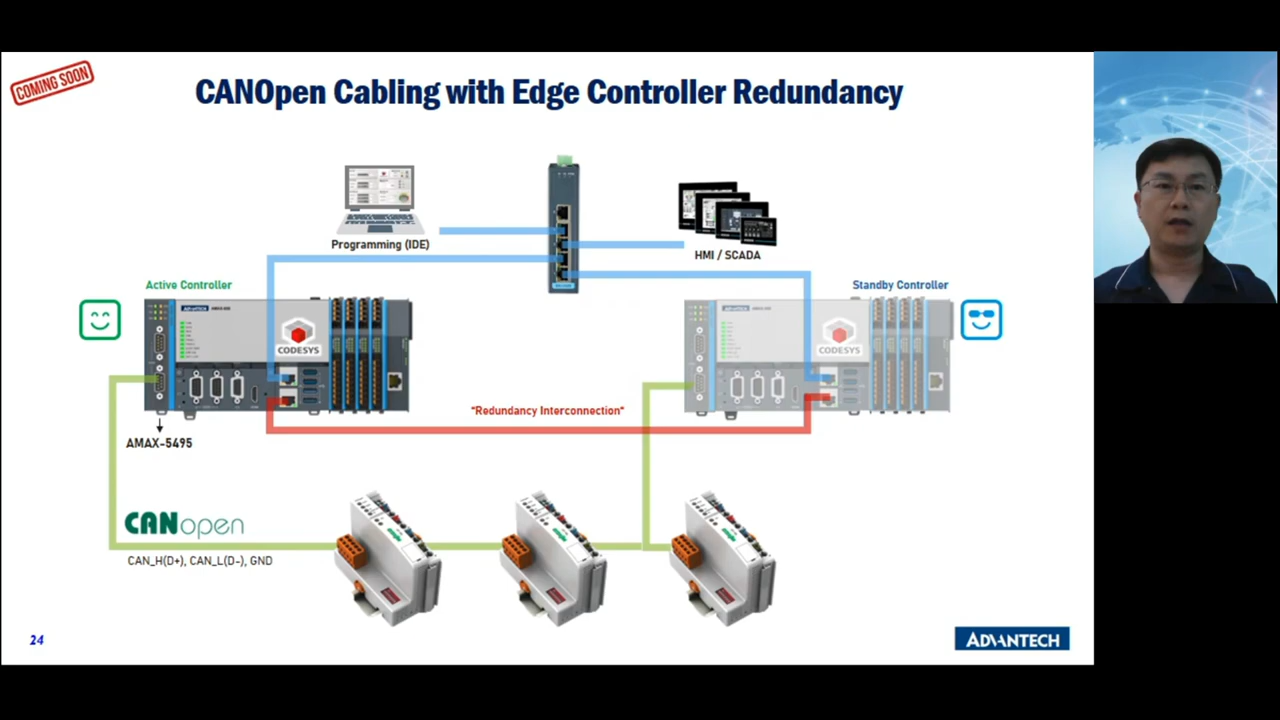 COMING SOON
CANOpen Cabling with Edge Controller Redundancy
Programming (IDE)
HMI / SCADA
Active Controller
Standby Controller
ADVANTECH
CODESYS
CODESYS
"Redundancy Interconnection"
AMAX-5495
CANopen
CAN_H(D+), CAN_L(D-), GND
24
ADVANTECH